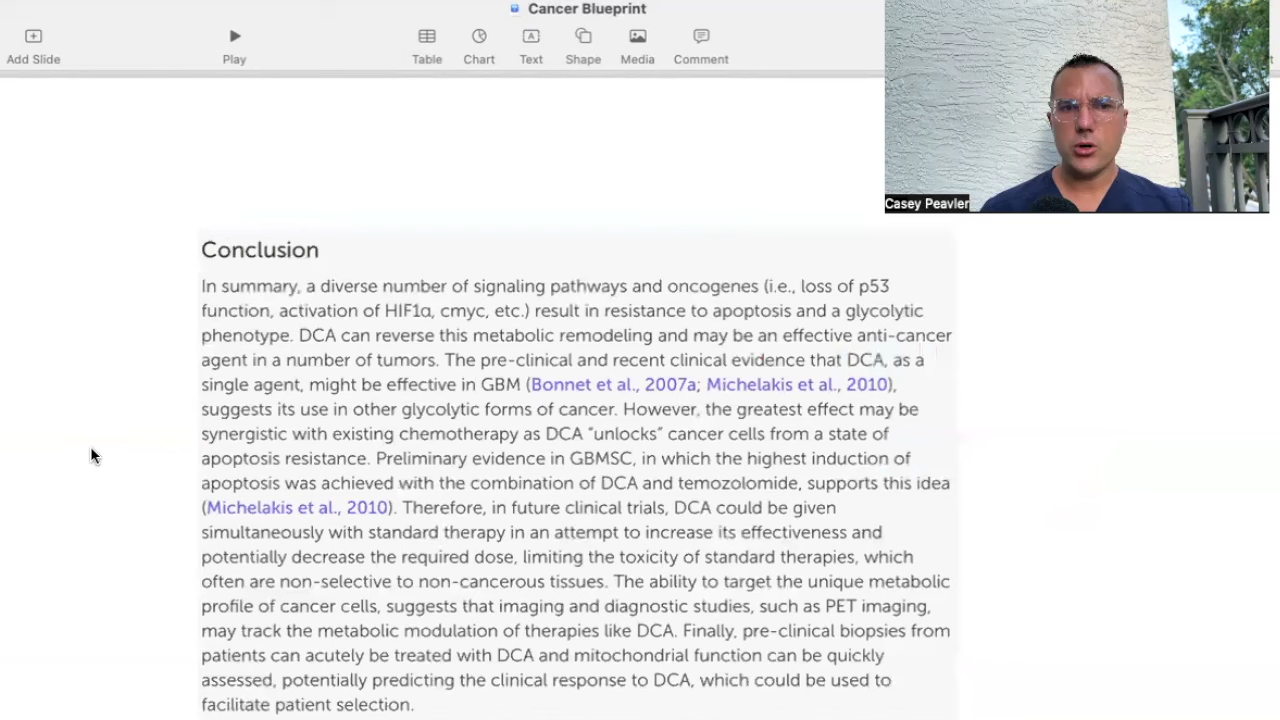 Cancer Blueprint
Add Slide
Play
Table
Chart
Text
Shape
Media
Comment
Casey Peavler
Conclusion
In summary, a diverse number of signaling pathways and oncogenes (i.e., loss of p53
function, activation of HIF1α, cmyc, etc.) result in resistance to apoptosis and a glycolytic
phenotype. DCA can reverse this metabolic remodeling and may be an effective anti-cancer
agent in a number of tumors. The pre-clinical and recent clinical evidence that DCA, as a
single agent, might be effective in GBM (Bonnet et al., 2007a; Michelakis et al., 2010),
suggests its use in other glycolytic forms of cancer. However, the greatest effect may be
synergistic with existing chemotherapy as DCA “unlocks” cancer cells from a state of
apoptosis resistance. Preliminary evidence in GBMSC, in which the highest induction of
apoptosis was achieved with the combination of DCA and temozolomide, supports this idea
(Michelakis et al., 2010). Therefore, in future clinical trials, DCA could be given
simultaneously with standard therapy in an attempt to increase its effectiveness and
potentially decrease the required dose, limiting the toxicity of standard therapies, which
often are non-selective to non-cancerous tissues. The ability to target the unique metabolic
profile of cancer cells, suggests that imaging and diagnostic studies, such as PET imaging,
may track the metabolic modulation of therapies like DCA. Finally, pre-clinical biopsies from
patients can acutely be treated with DCA and mitochondrial function can be quickly
assessed, potentially predicting the clinical response to DCA, which could be used to
facilitate patient selection.